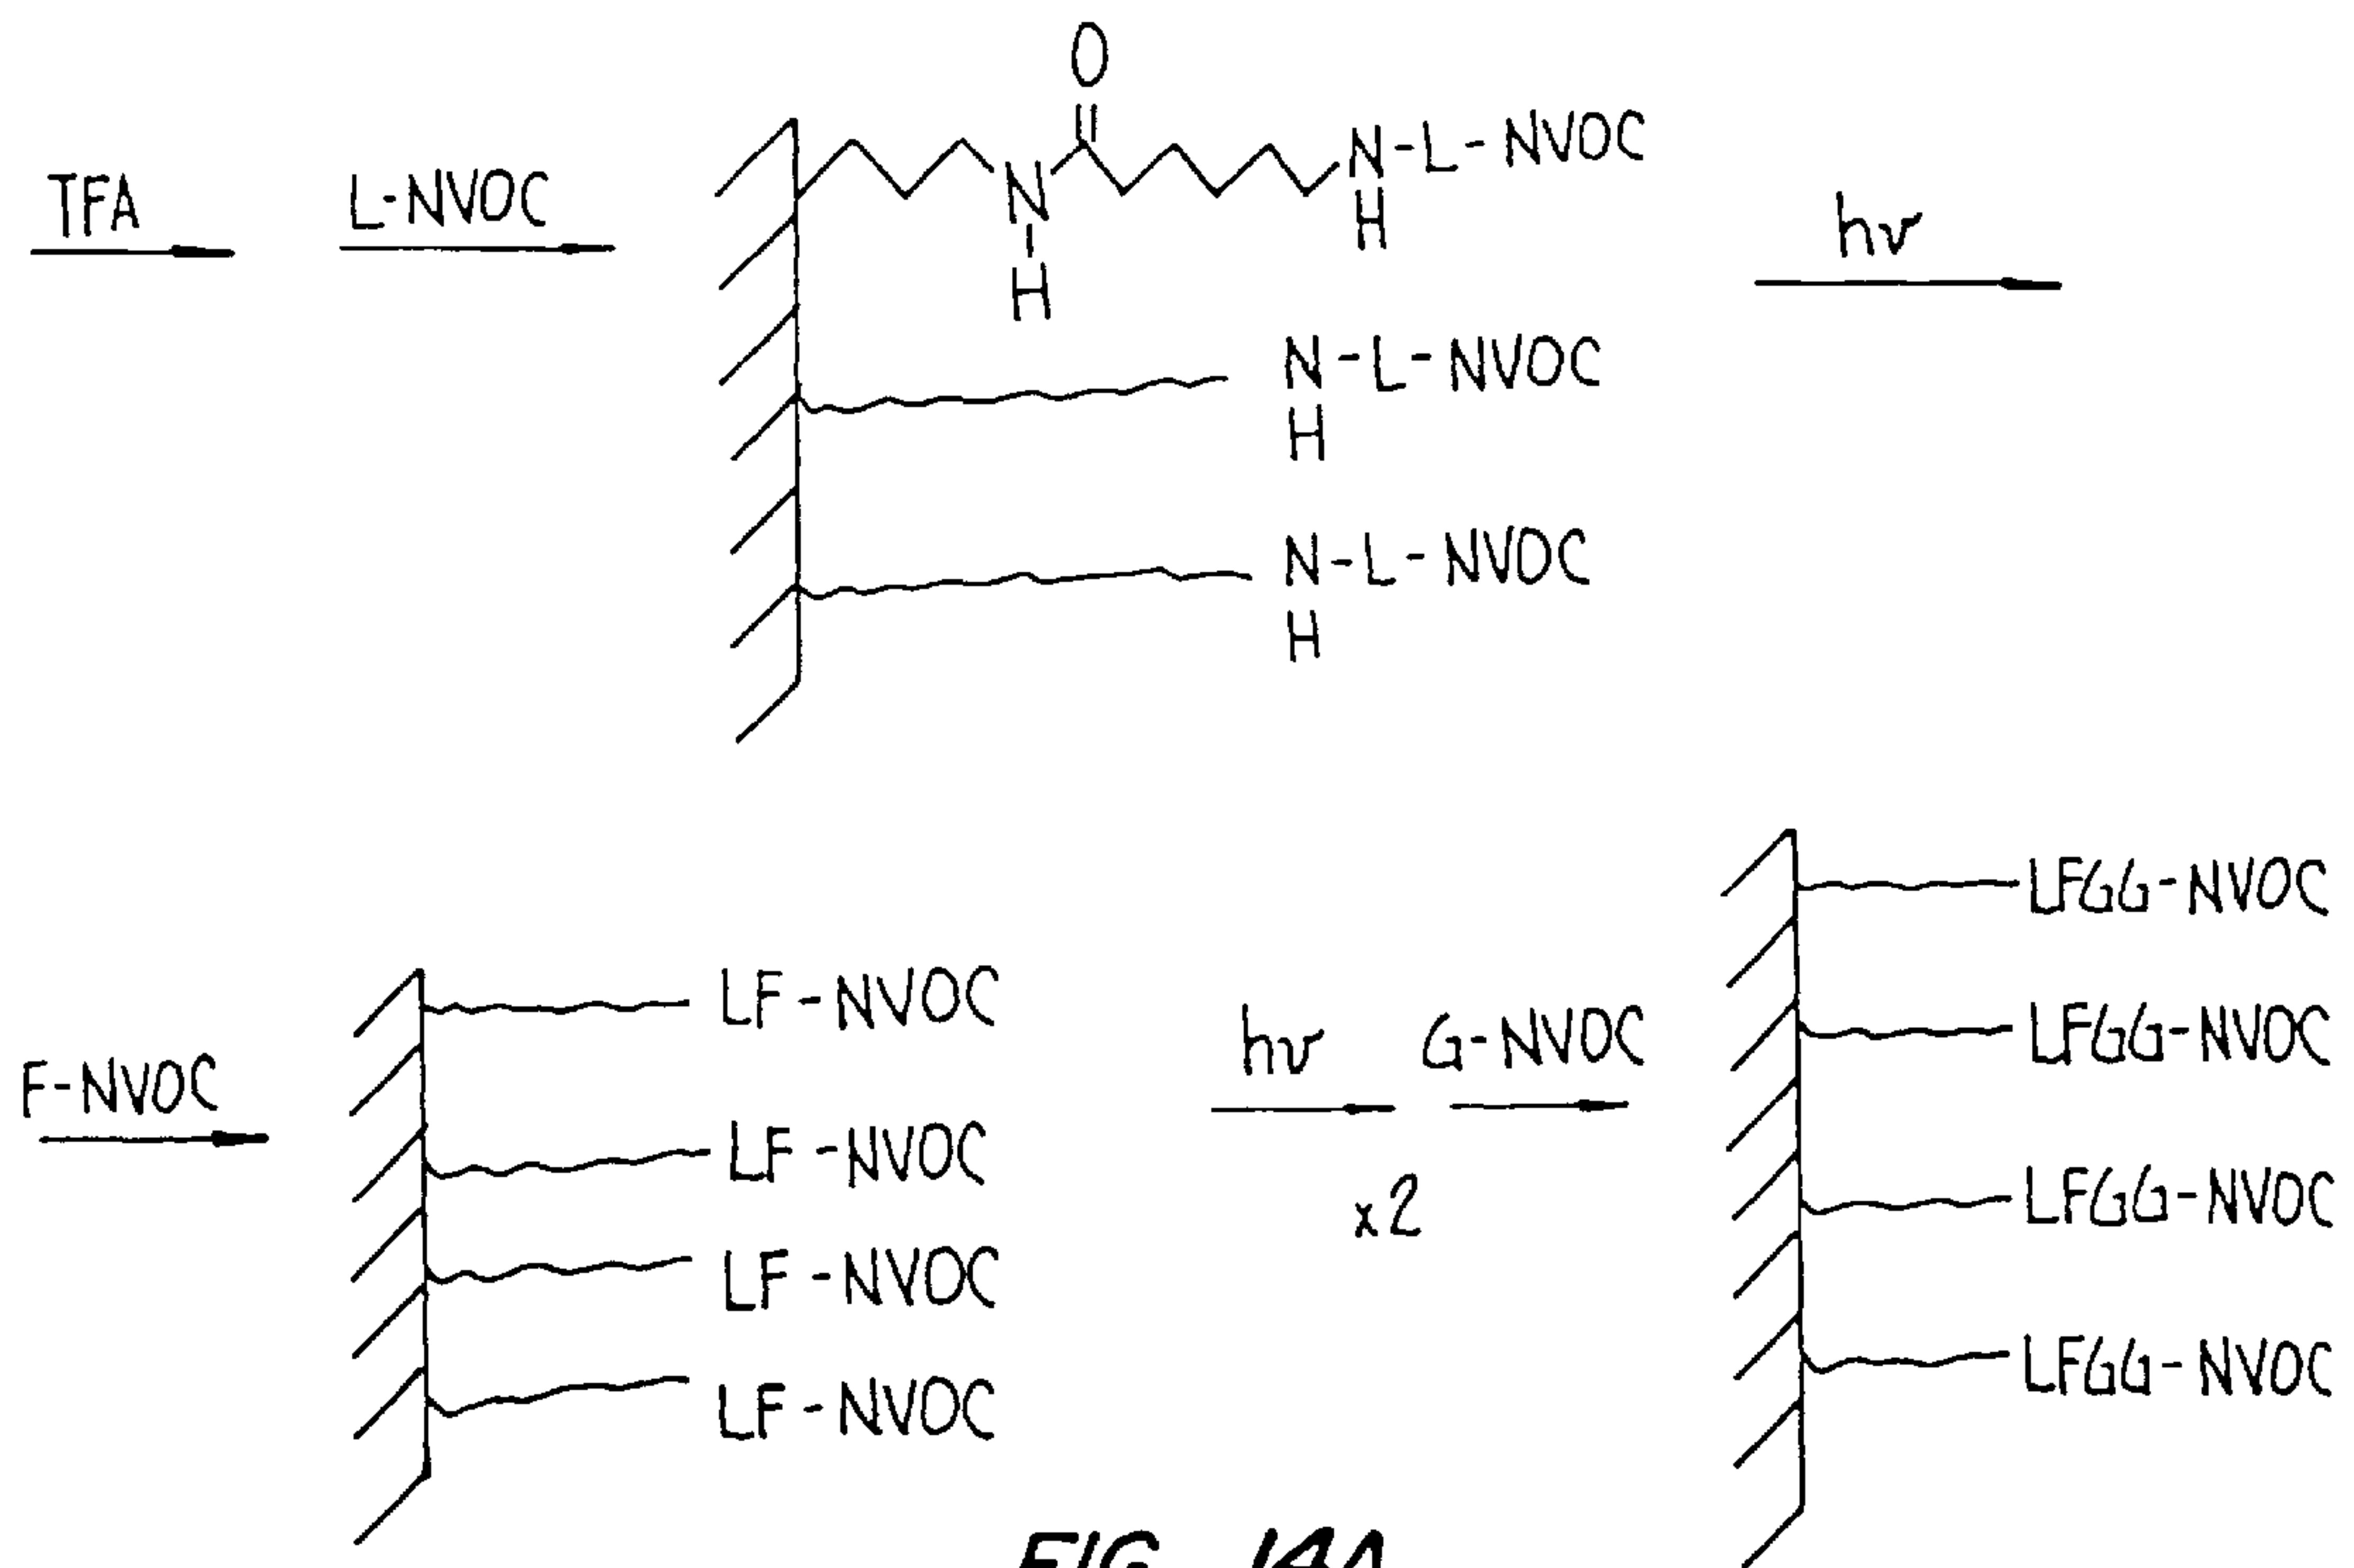 O
TFA
L-NVOC
N-L-NVOC
H
N
H
hν
N-L-NVOC
H
N-L-NVOC
H
F-NVOC
LF-NVOC
LF-NVOC
LF-NVOC
LF-NVOC
hν
G-NVOC
x2
LFGG-NVOC
LFGG-NVOC
LFGG-NVOC
LFGG-NVOC
FIG.